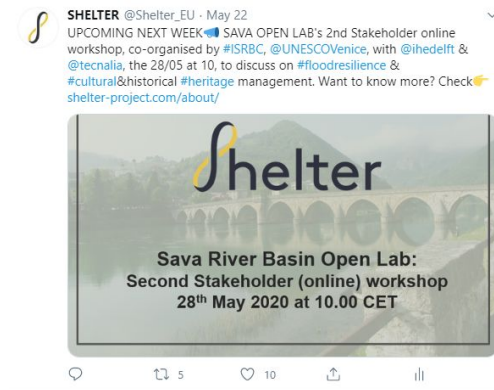 SHELTER @Shelter_EU · May 22
UPCOMING NEXT WEEK📢 SAVA OPEN LAB's 2nd Stakeholder online
workshop, co-organised by #ISRBC, @UNESCOVenice, with @ihedelft &
@tecnalia, the 28/05 at 10, to discuss on #floodresilience &
#cultural&historical #heritage management. Want to know more? Check👉
shelter-project.com/about/
Shelter
Sava River Basin Open Lab:
Second Stakeholder (online) workshop
28th May 2020 at 10.00 CET
5 10